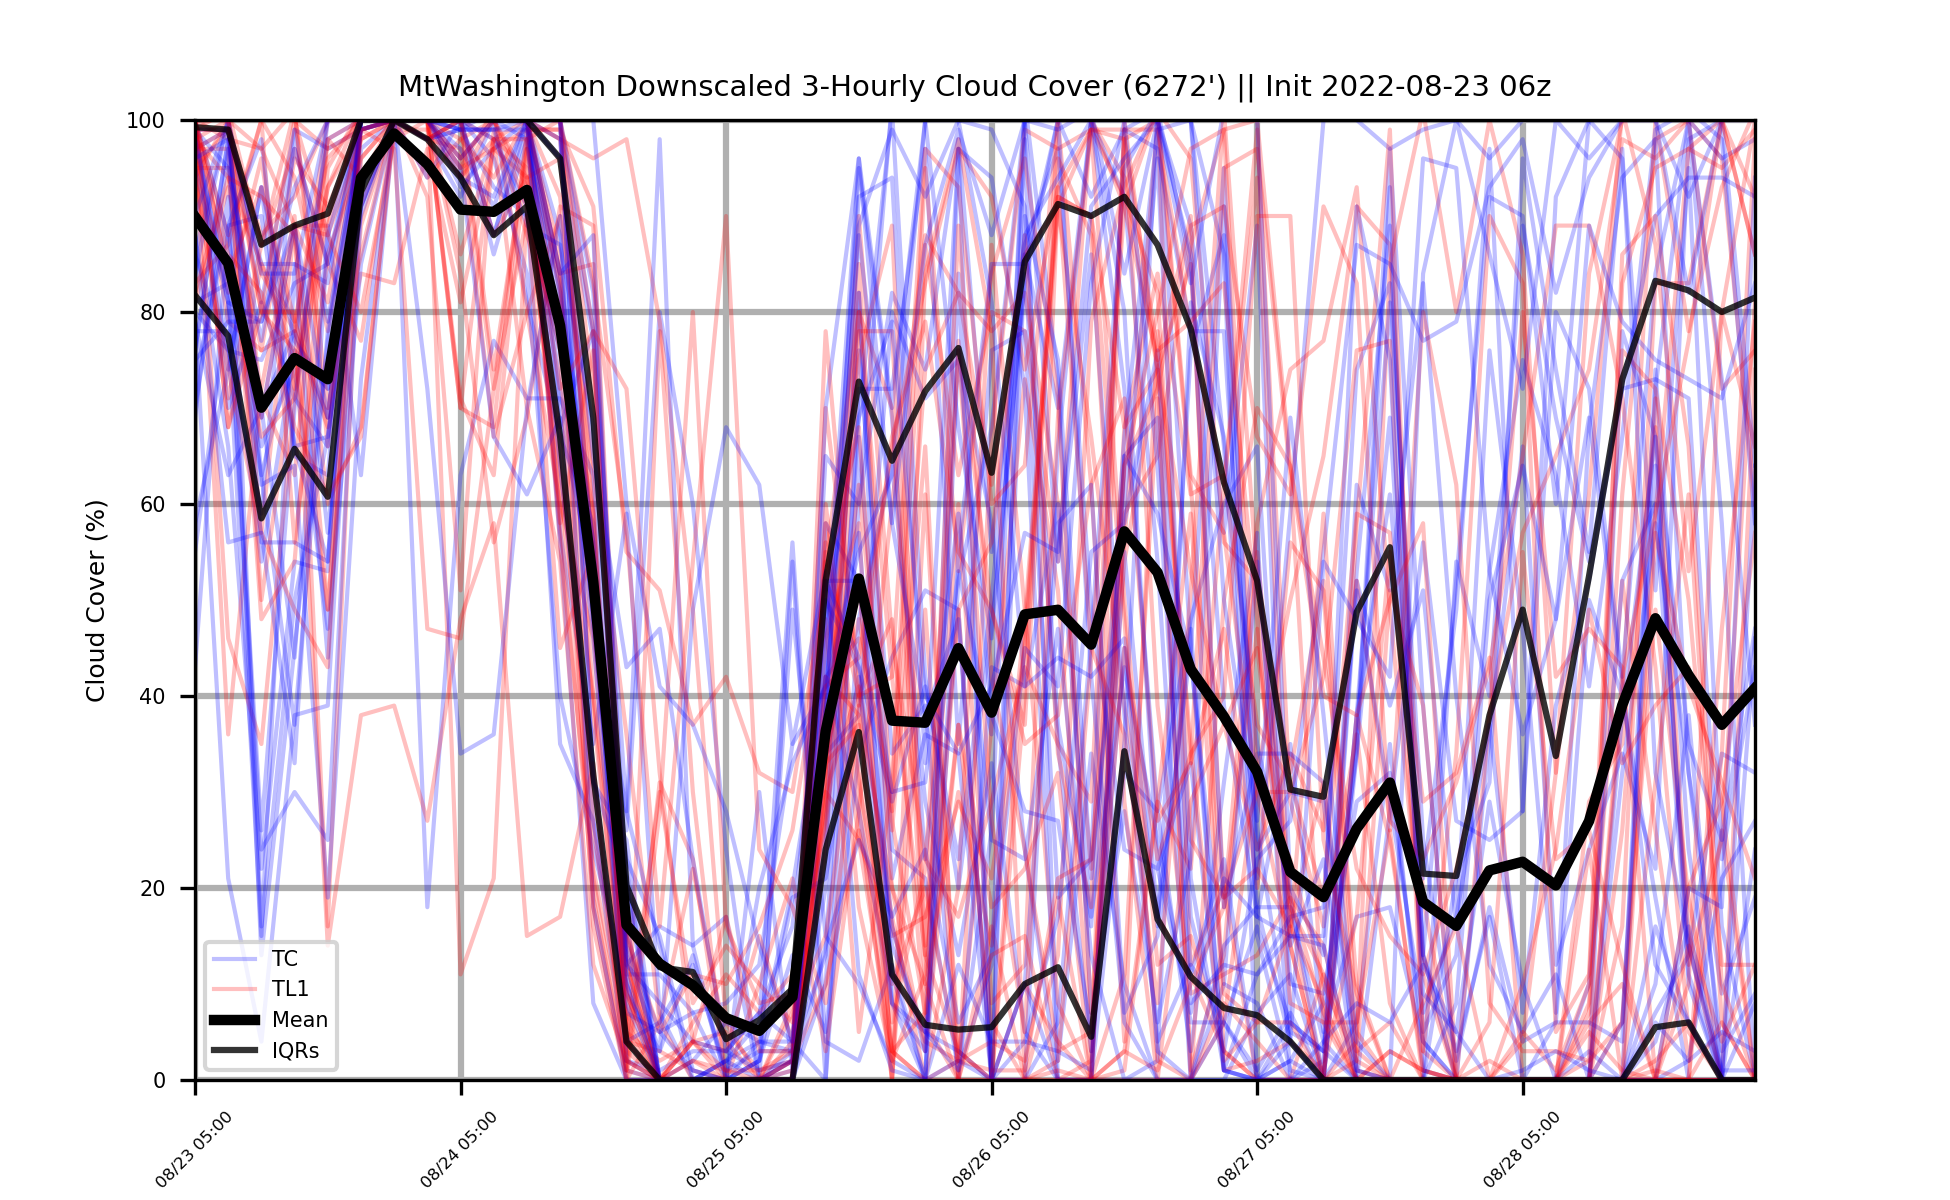 MtWashington Downscaled 3-Hourly Cloud Cover (6272') || Init 2022-08-23 06z
Cloud Cover (%)
100
80
60
40
20
0
TC
TL1
Mean
IQRs
08/23 05:00
08/24 05:00
08/25 05:00
08/26 05:00
08/27 05:00
08/28 05:00